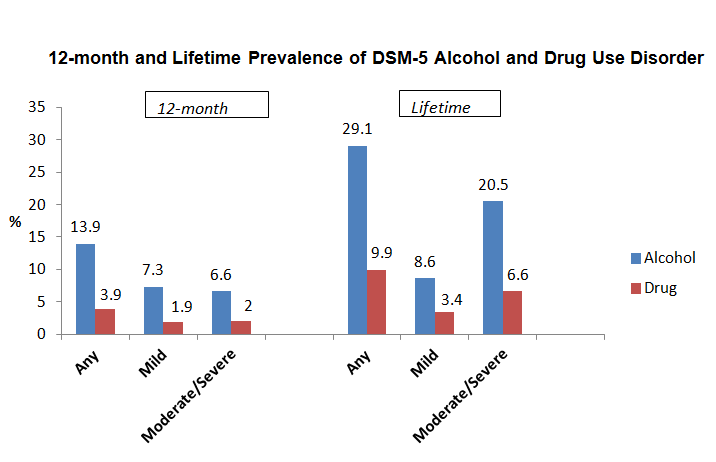 12-month and Lifetime Prevalence of DSM-5 Alcohol and Drug Use Disorder
12-month
Lifetime
35
30
25
20
15
10
5
0
%
13.9
3.9
7.3
1.9
6.6
2
29.1
9.9
8.6
3.4
20.5
6.6
Any
Mild
Moderate/Severe
Any
Mild
Moderate/Severe
Alcohol
Drug